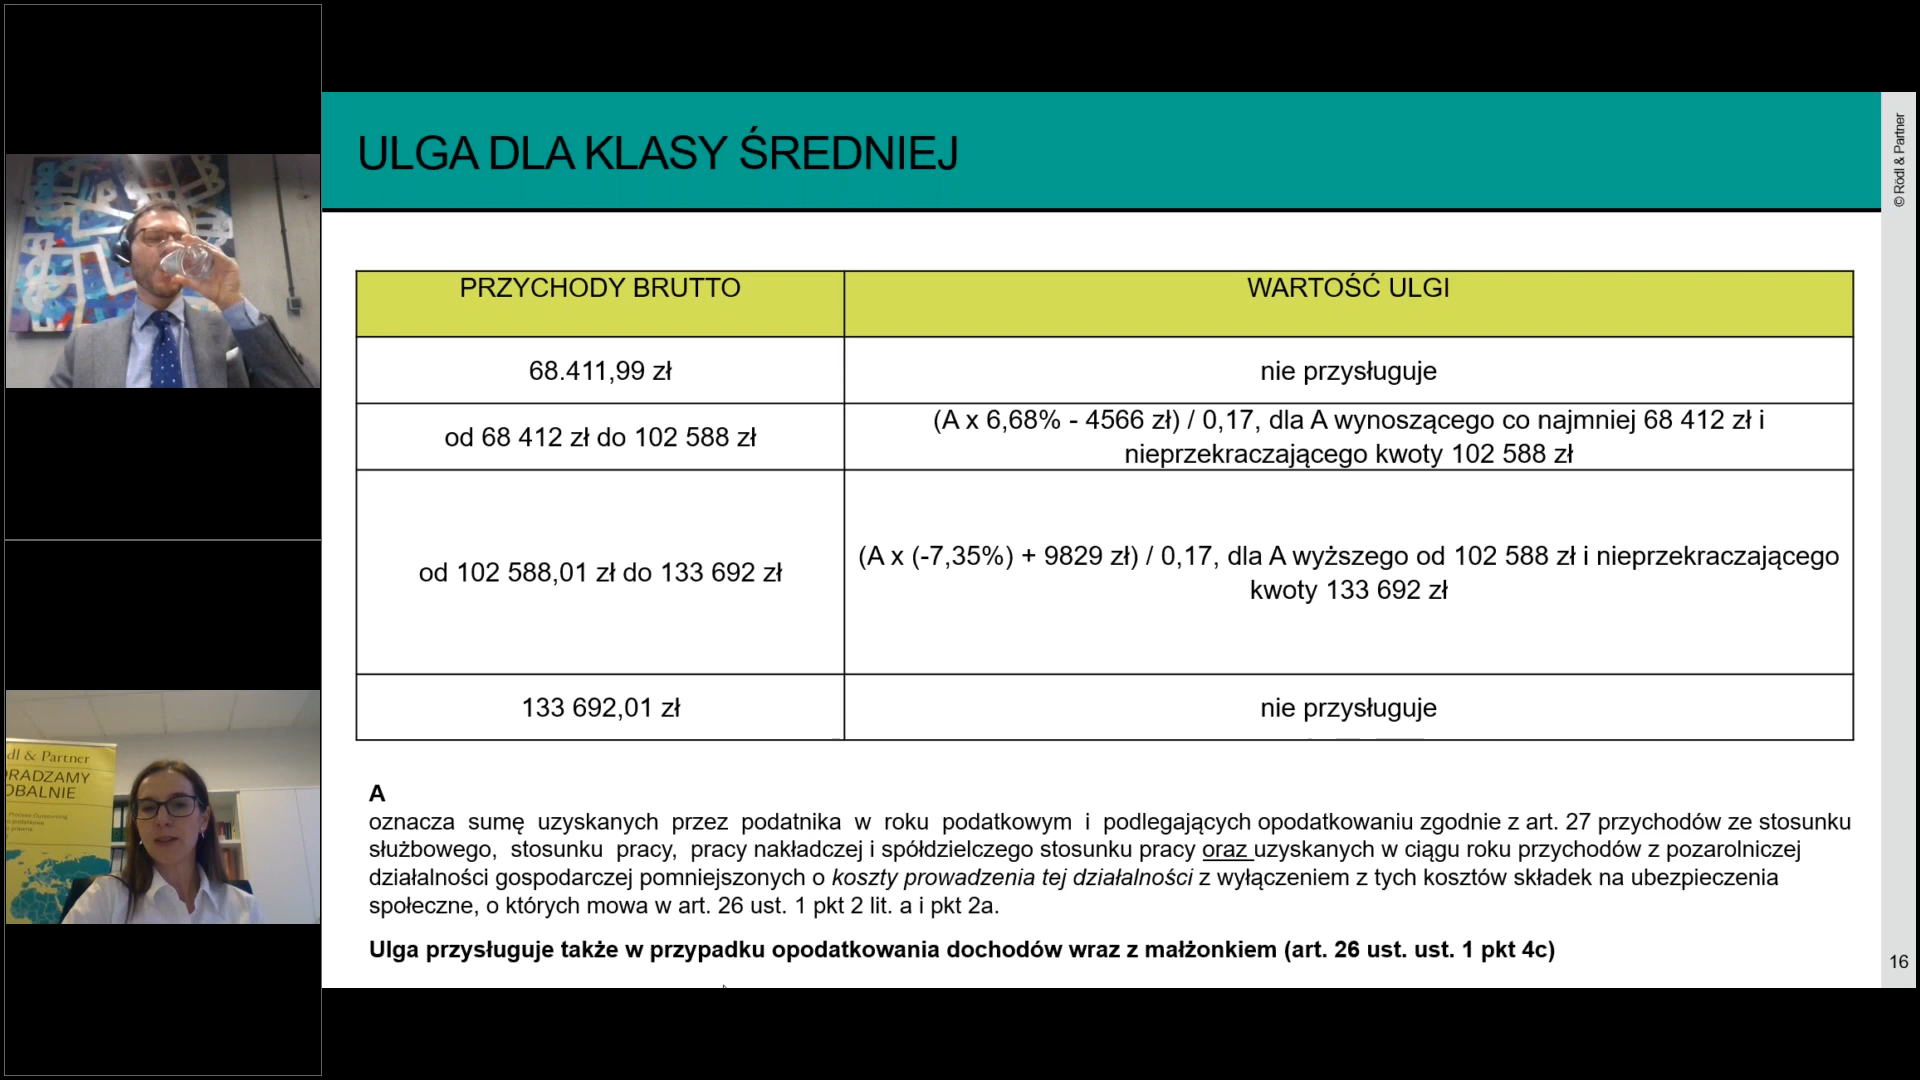 ULGA DLA KLASY ŚREDNIEJ
© Rödl & Partner
PRZYCHODY BRUTTO
WARTOŚĆ ULGI
68.411,99 zł
nie przysługuje
od 68 412 zł do 102 588 zł
(A x 6,68% - 4566 zł) / 0,17, dla A wynoszącego co najmniej 68 412 zł i
nieprzekraczającego kwoty 102 588 zł
od 102 588,01 zł do 133 692 zł
(A x (-7,35%) + 9829 zł) / 0,17, dla A wyższego od 102 588 zł i nieprzekraczającego
kwoty 133 692 zł
133 692,01 zł
nie przysługuje
A
oznacza sumę uzyskanych przez podatnika w roku podatkowym i podlegających opodatkowaniu zgodnie z art. 27 przychodów ze stosunku
służbowego, stosunku pracy, pracy nakładczej i spółdzielczego stosunku pracy oraz uzyskanych w ciągu roku przychodów z pozarolniczej
działalności gospodarczej pomniejszonych o koszty prowadzenia tej działalności z wyłączeniem z tych kosztów składek na ubezpieczenia
społeczne, o których mowa w art. 26 ust. 1 pkt 2 lit. a i pkt 2a.
Ulga przysługuje także w przypadku opodatkowania dochodów wraz z małżonkiem (art. 26 ust. ust. 1 pkt 4c)
16
dl & Partner
ORADZAMY
OBALNIE